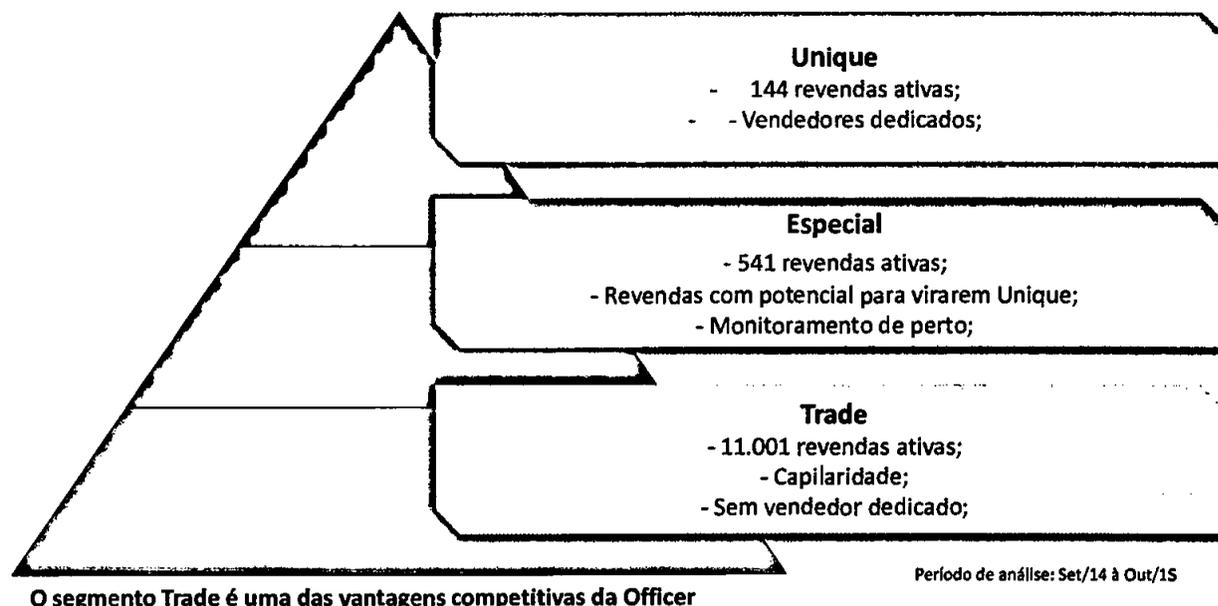 Unique
- 144 revendas ativas;
- - Vendedores dedicados;
Especial
- 541 revendas ativas;
- Revendas com potencial para virarem Unique;
- Monitoramento de perto;
Trade
- 11.001 revendas ativas;
- Capilaridade;
- Sem vendedor dedicado;
Período de análise: Set/14 à Out/1S
O segmento Trade é uma das vantagens competitivas da Officer